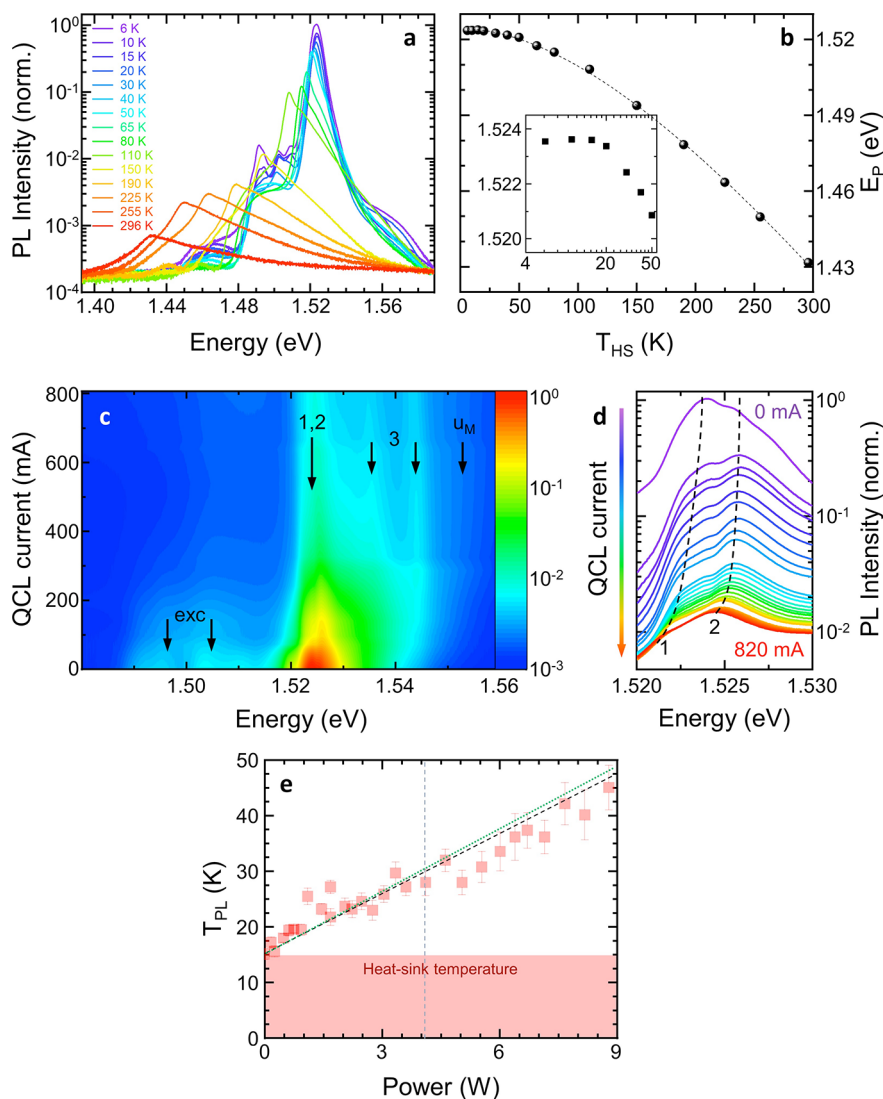 a
6 K
10 K
15 K
20 K
30 K
40 K
50 K
65 K
80 K
110 K
150 K
190 K
225 K
255 K
296 K
10⁰
10⁻¹
10⁻²
10⁻³
10⁻⁴
PL Intensity (norm.)
1.40 1.44 1.48 1.52 1.56
Energy (eV)
b
1.52
1.49
1.46
1.43
E_P (eV)
1.524
1.522
1.520
4 20 50
0 50 100 150 200 250 300
T_HS (K)
c
800
600
400
200
0
QCL current (mA)
1,2
3
u_M
exc
10⁰
10⁻¹
10⁻²
10⁻³
1.50 1.52 1.54 1.56
Energy (eV)
d
0 mA
QCL current
10⁰
10⁻¹
10⁻²
PL Intensity (norm.)
1
2
820 mA
1.520 1.525 1.530
Energy (eV)
e
50
40
30
20
10
0
T_PL (K)
Heat-sink temperature
0 3 6 9
Power (W)